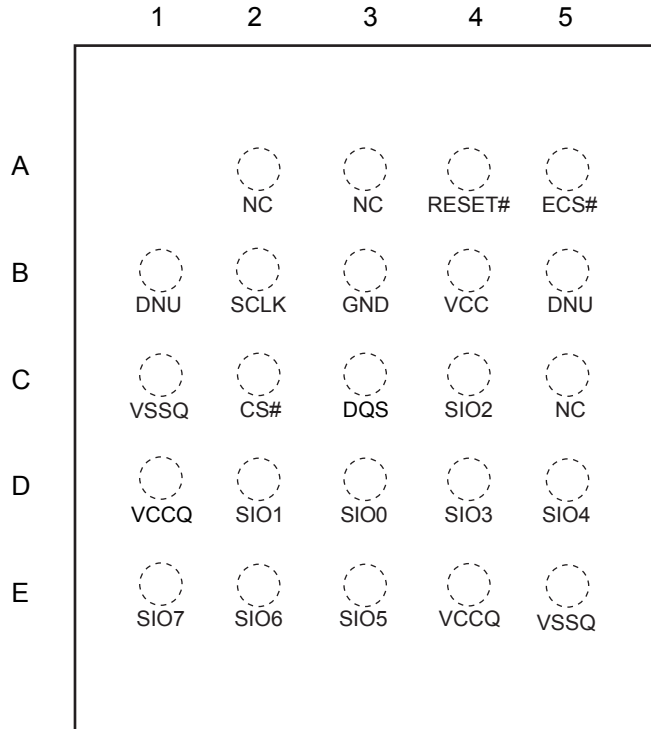 1 2 3 4 5
A
NC NC RESET# ECS#
B
DNU SCLK GND VCC DNU
C
VSSQ CS# DQS SIO2 NC
D
VCCQ SIO1 SIO0 SIO3 SIO4
E
SIO7 SIO6 SIO5 VCCQ VSSQ